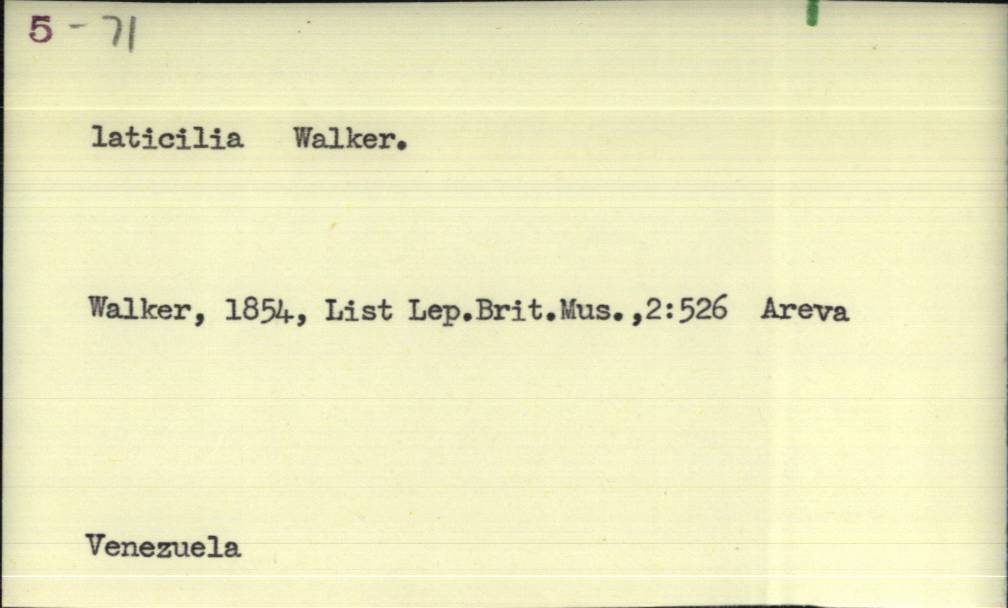 5 - 71
laticilia Walker.
Walker, 1854, List Lep.Brit.Mus.,2:526 Areva
Venezuela